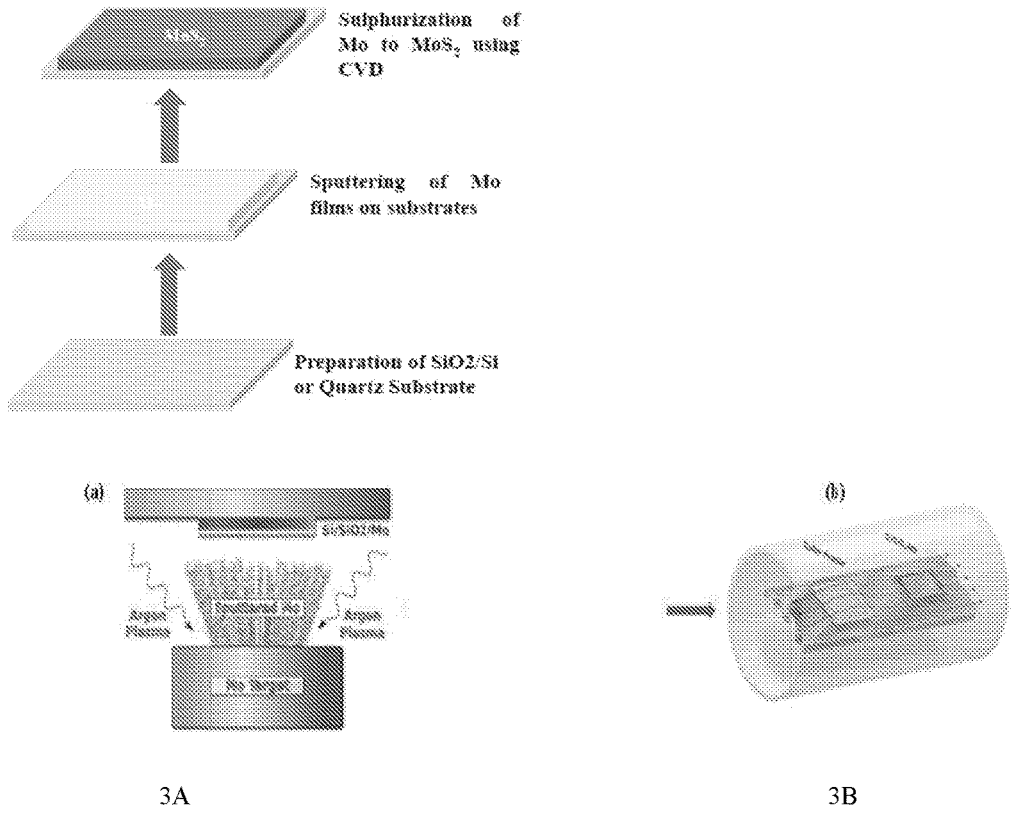 MoS₂
Sulphurization of
Mo to MoS₂ using
CVD
Sputtering of Mo
films on substrates
Preparation of SiO2/Si
or Quartz Substrate
(a)
Si/SiO2/Mo
Sputtered Mo
Argon
Plasma
Argon
Plasma
Mo Target
(b)
3A
3B